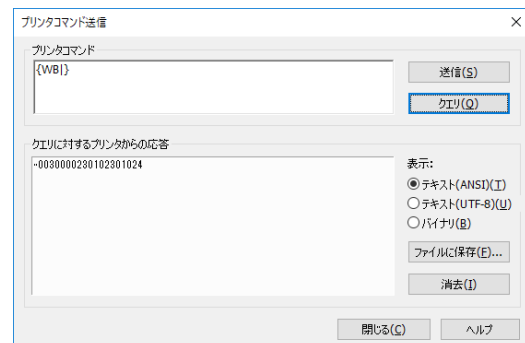 プリンタコマンド送信
プリンタコマンド
{WB|}
送信(S)
クエリ(Q)
クエリに対するプリンタからの応答
-0030000230102301024
表示:
テキスト(ANSI)(T)
テキスト(UTF-8)(U)
バイナリ(B)
ファイルに保存(F)...
消去(I)
閉じる(C)
ヘルプ